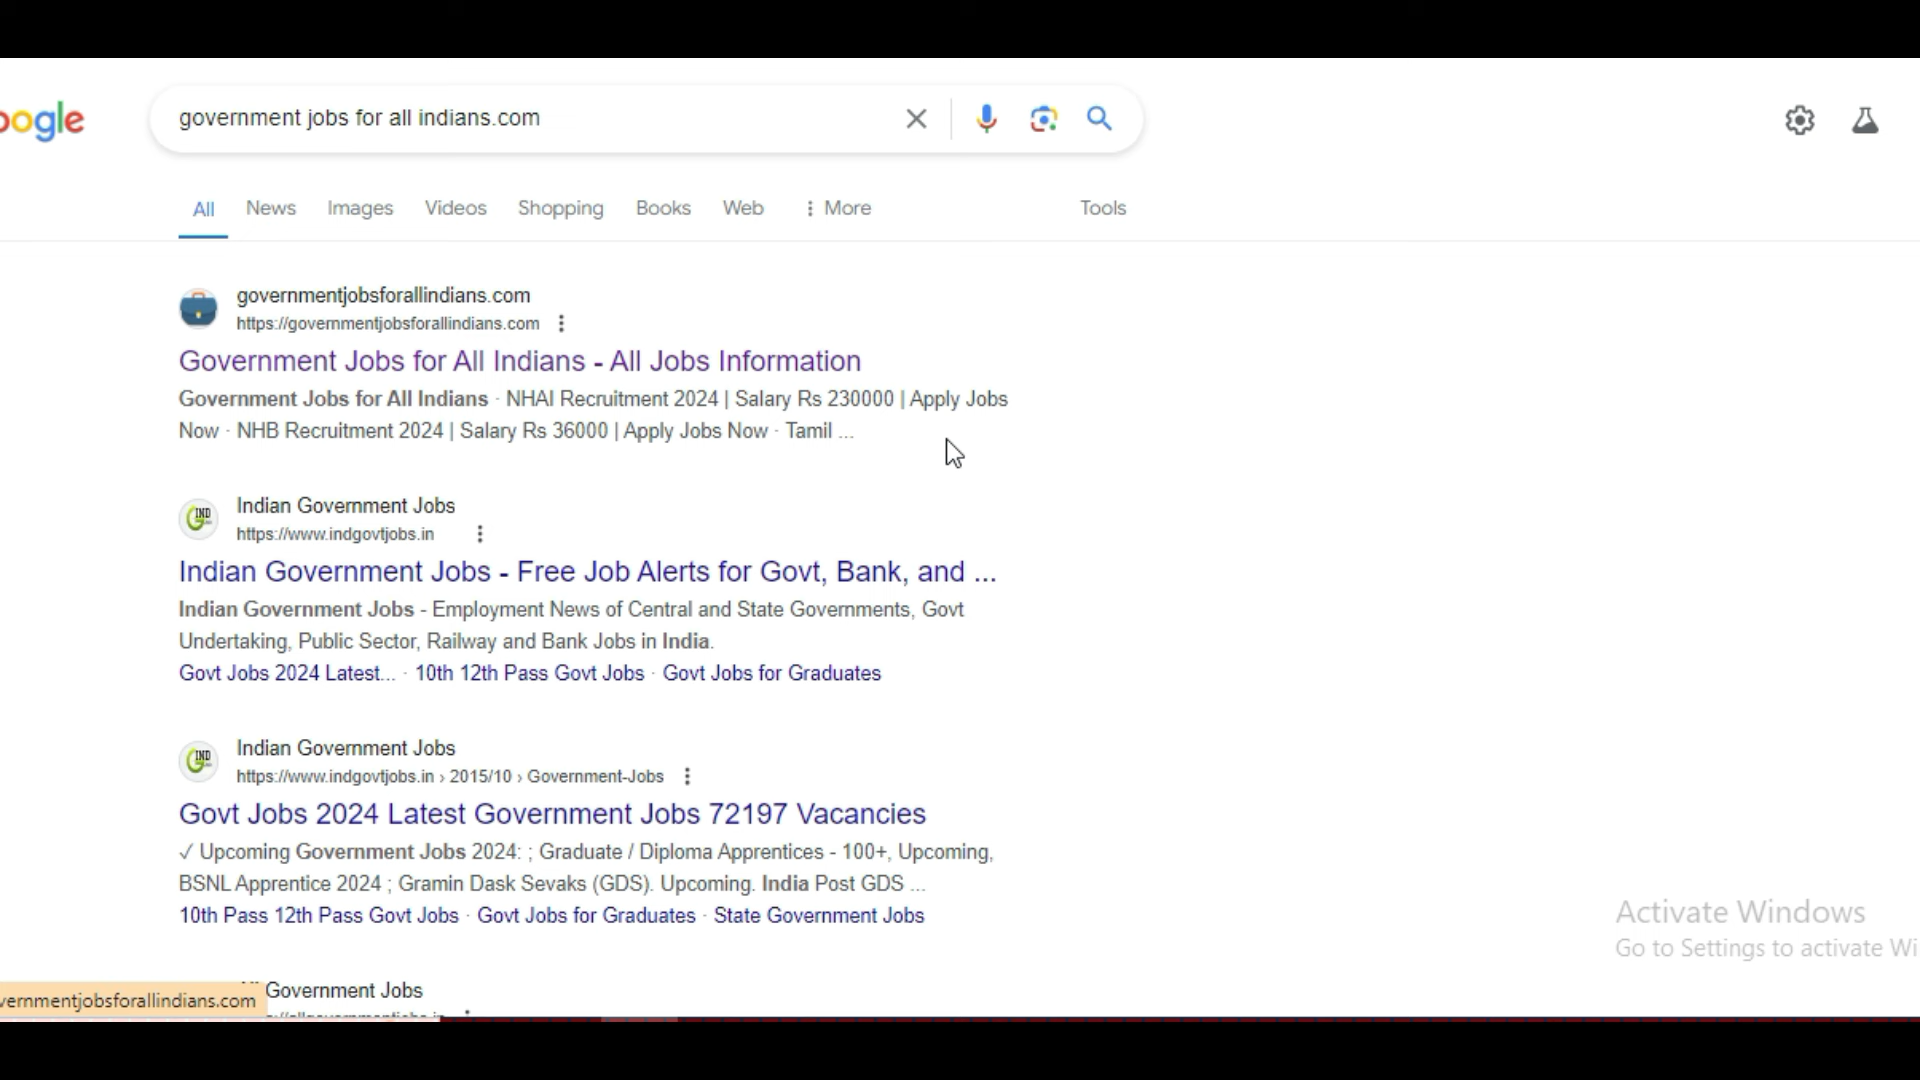 oogle
government jobs for all indians.com
All News Images Videos Shopping Books Web More Tools
governmentjobsforallindians.com
https://governmentjobsforallindians.com
Government Jobs for All Indians - All Jobs Information
Government Jobs for All Indians · NHAI Recruitment 2024 | Salary Rs 230000 | Apply Jobs
Now · NHB Recruitment 2024 | Salary Rs 36000 | Apply Jobs Now · Tamil ...
IND
Indian Government Jobs
https://www.indgovtjobs.in
Indian Government Jobs - Free Job Alerts for Govt, Bank, and ...
Indian Government Jobs - Employment News of Central and State Governments, Govt
Undertaking, Public Sector, Railway and Bank Jobs in India.
Govt Jobs 2024 Latest... · 10th 12th Pass Govt Jobs · Govt Jobs for Graduates
IND
Indian Government Jobs
https://www.indgovtjobs.in › 2015/10 › Government-Jobs
Govt Jobs 2024 Latest Government Jobs 72197 Vacancies
✓ Upcoming Government Jobs 2024: ; Graduate / Diploma Apprentices - 100+, Upcoming,
BSNL Apprentice 2024 ; Gramin Dask Sevaks (GDS). Upcoming. India Post GDS ...
10th Pass 12th Pass Govt Jobs · Govt Jobs for Graduates · State Government Jobs
Activate Windows
Go to Settings to activate Wi
Government Jobs
vernmentjobsforallindians.com